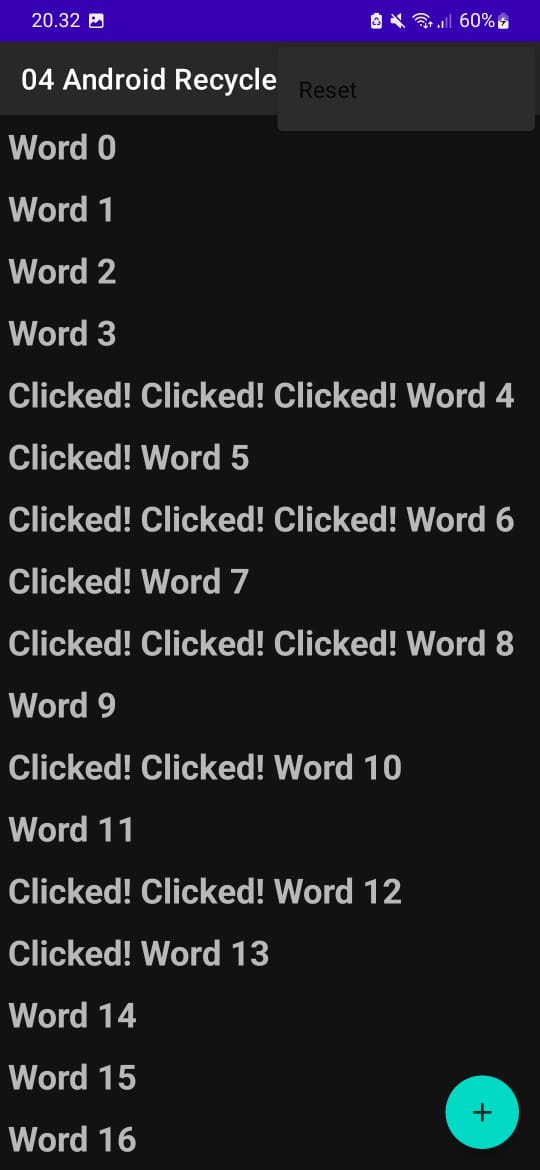 20.32 60%
04 Android Recycle
Reset
Word 0
Word 1
Word 2
Word 3
Clicked! Clicked! Clicked! Word 4
Clicked! Word 5
Clicked! Clicked! Clicked! Word 6
Clicked! Word 7
Clicked! Clicked! Clicked! Word 8
Word 9
Clicked! Clicked! Word 10
Word 11
Clicked! Clicked! Word 12
Clicked! Word 13
Word 14
Word 15
Word 16
+